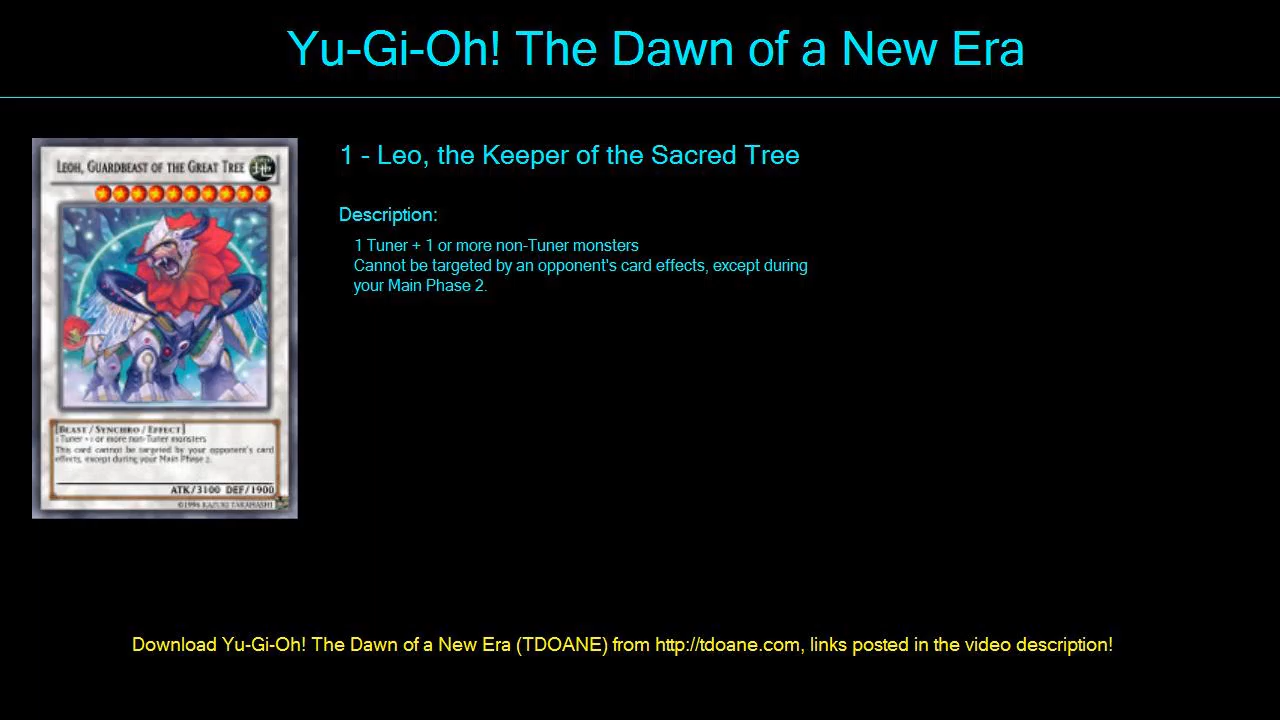 Yu-Gi-Oh! The Dawn of a New Era
LEOH, GUARDBEAST OF THE GREAT TREE
地
[BEAST / SYNCHRO / EFFECT]
1 Tuner + 1 or more non-Tuner monsters
This card cannot be targeted by your opponent's card
effects, except during your Main Phase 2.
ATK/3100 DEF/1900
©1996 KAZUKI TAKAHASHI
1 - Leo, the Keeper of the Sacred Tree
Description:
1 Tuner + 1 or more non-Tuner monsters
Cannot be targeted by an opponent's card effects, except during
your Main Phase 2.
Download Yu-Gi-Oh! The Dawn of a New Era (TDOANE) from http://tdoane.com, links posted in the video description!